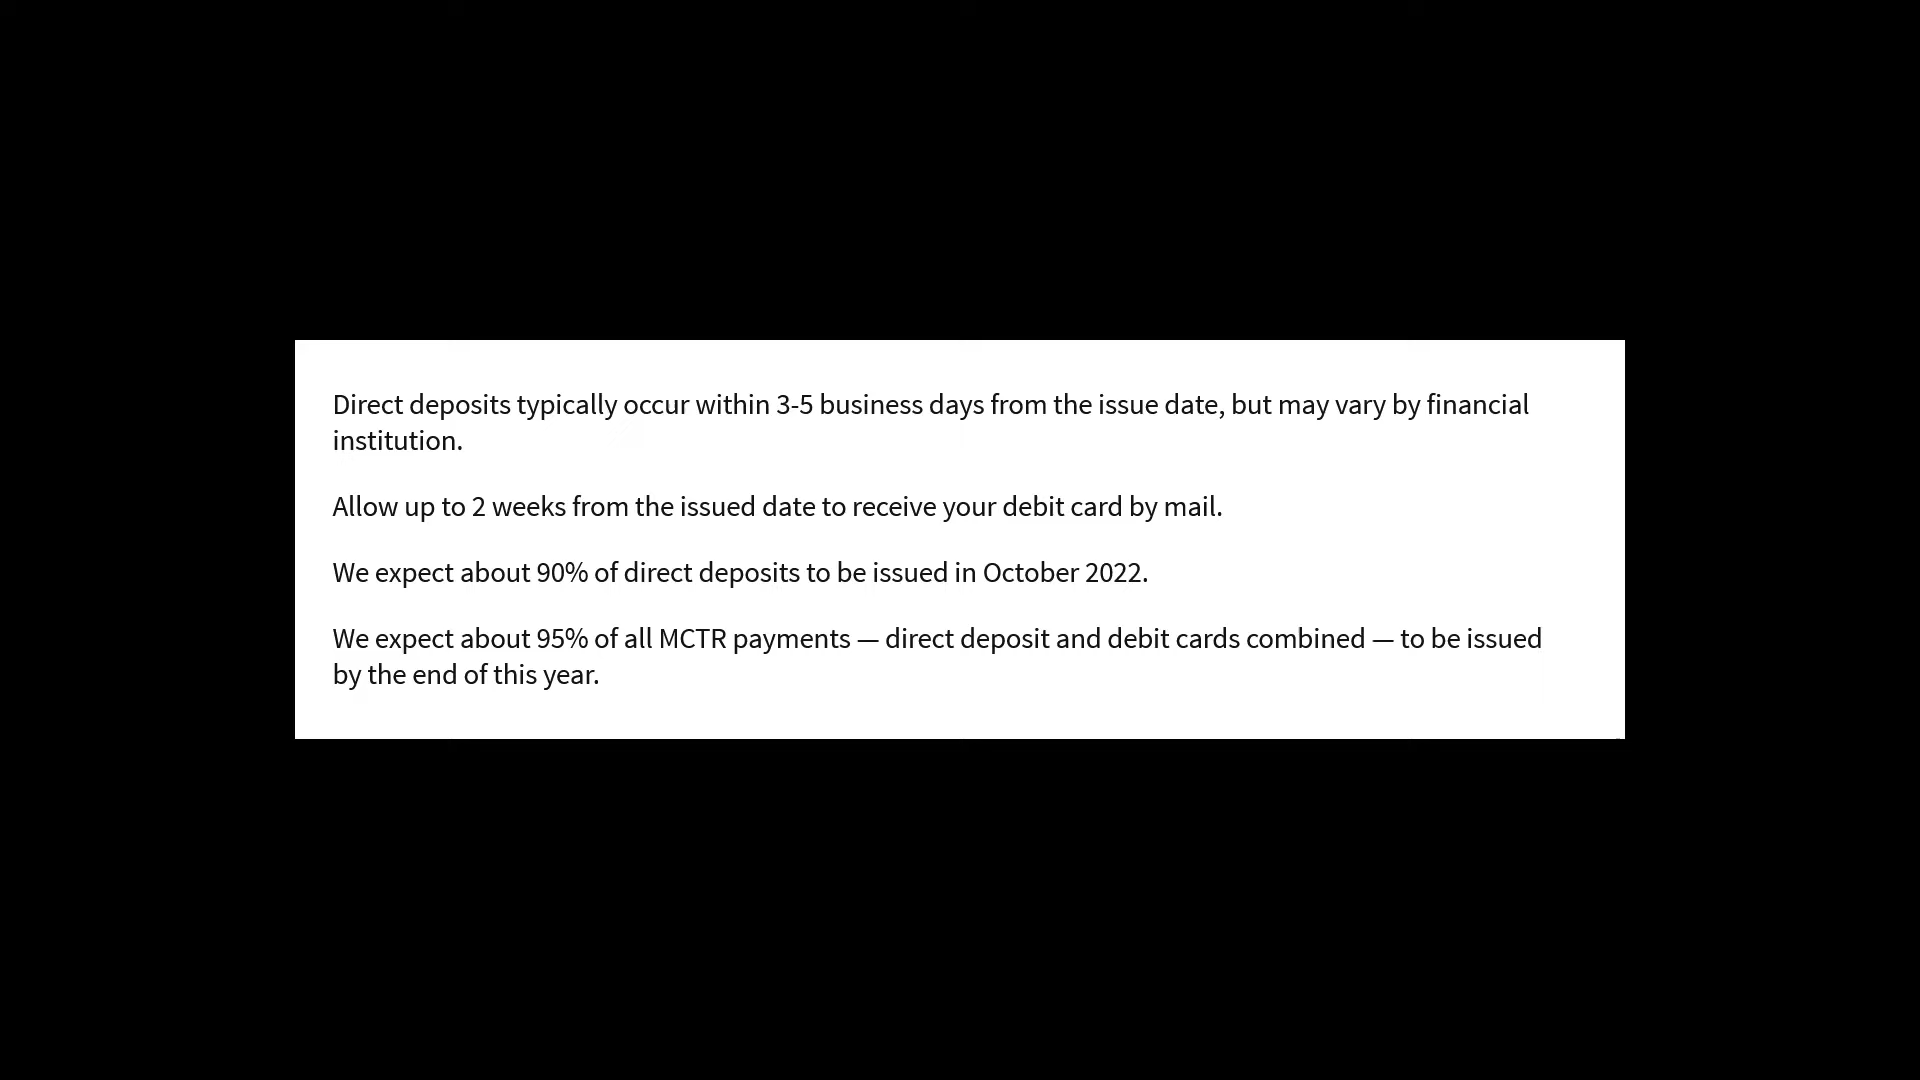 Direct deposits typically occur within 3-5 business days from the issue date, but may vary by financial
institution.
Allow up to 2 weeks from the issued date to receive your debit card by mail.
We expect about 90% of direct deposits to be issued in October 2022.
We expect about 95% of all MCTR payments — direct deposit and debit cards combined — to be issued
by the end of this year.